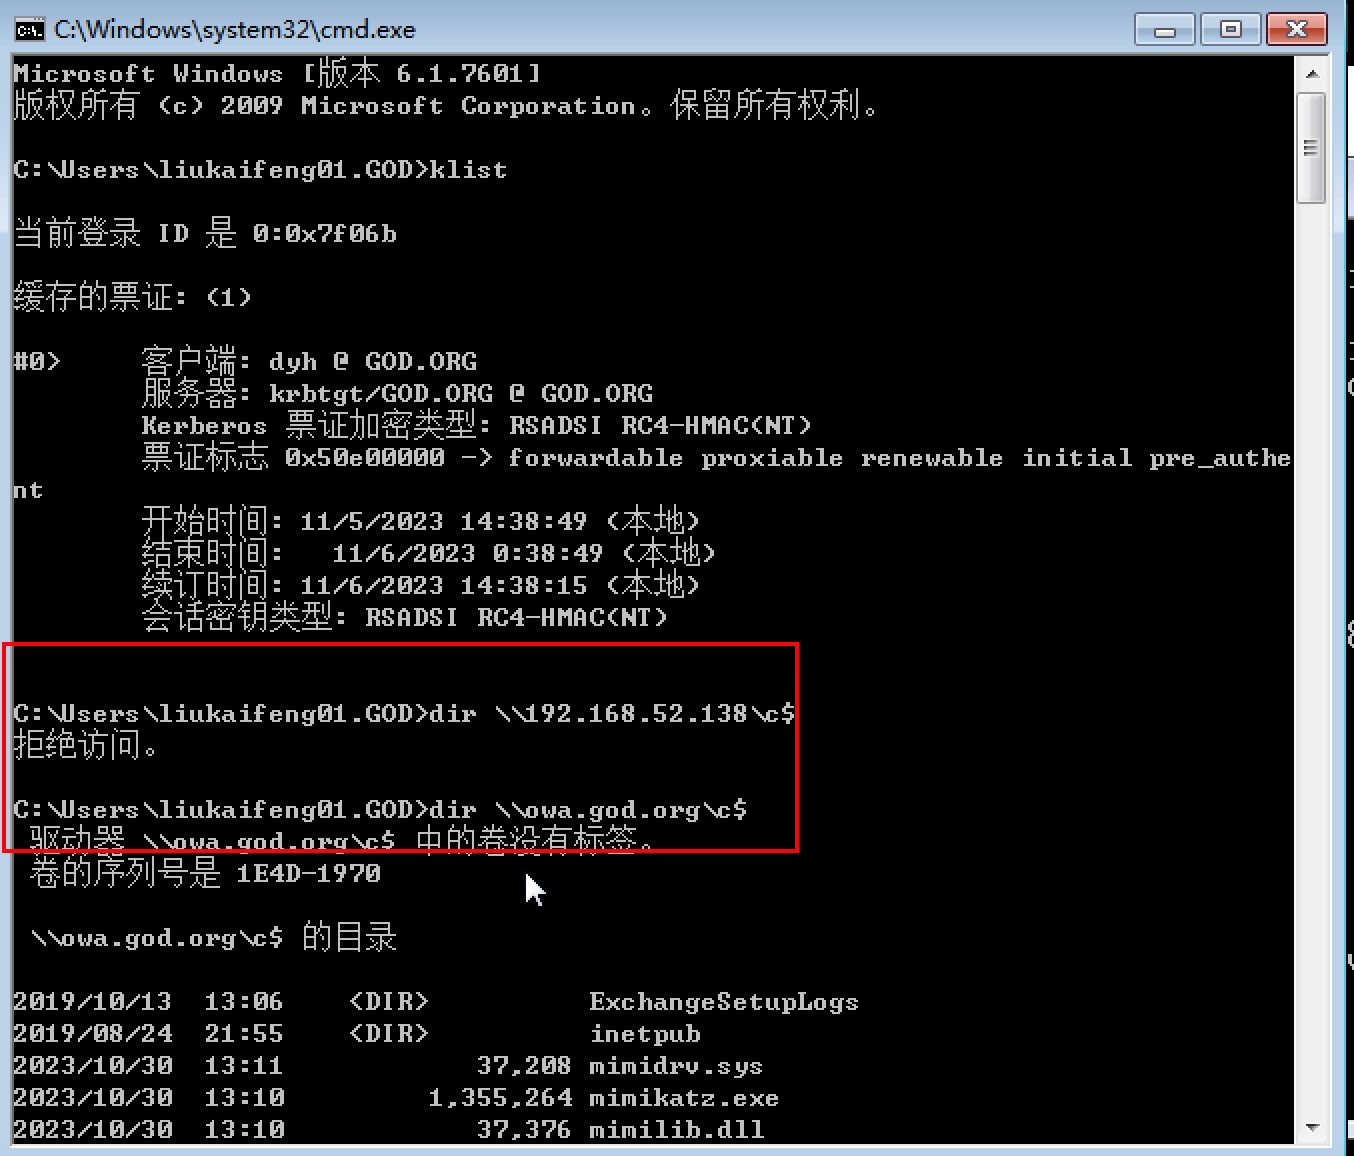 C:\Windows\system32\cmd.exe
Microsoft Windows [版本 6.1.7601]
版权所有 (c) 2009 Microsoft Corporation。保留所有权利。
C:\Users\liukaifeng01.GOD>klist
当前登录 ID 是 0:0x7f06b
缓存的票证: (1)
#0>     客户端: dyh @ GOD.ORG
服务器: krbtgt/GOD.ORG @ GOD.ORG
Kerberos 票证加密类型: RSADSI RC4-HMAC(NT)
票证标志 0x50e00000 -> forwardable proxiable renewable initial pre_authe
nt
开始时间: 11/5/2023 14:38:49 (本地)
结束时间:   11/6/2023 0:38:49 (本地)
续订时间: 11/6/2023 14:38:15 (本地)
会话密钥类型: RSADSI RC4-HMAC(NT)
C:\Users\liukaifeng01.GOD>dir \\192.168.52.138\c$
拒绝访问。
C:\Users\liukaifeng01.GOD>dir \\owa.god.org\c$
驱动器 \\owa.god.org\c$ 中的卷没有标签。
卷的序列号是 1E4D-1970
\\owa.god.org\c$ 的目录
2019/10/13  13:06    <DIR>          ExchangeSetupLogs
2019/08/24  21:55    <DIR>          inetpub
2023/10/30  13:11            37,208 mimidrv.sys
2023/10/30  13:10         1,355,264 mimikatz.exe
2023/10/30  13:10            37,376 mimilib.dll